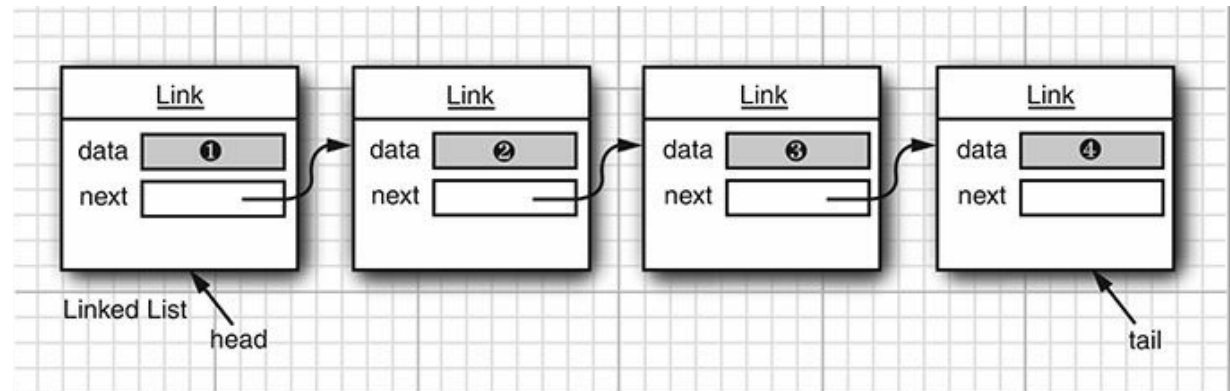 Link Link Link Link
data ❶ data ❷ data ❸ data ❹
next next next next
Linked List
head tail